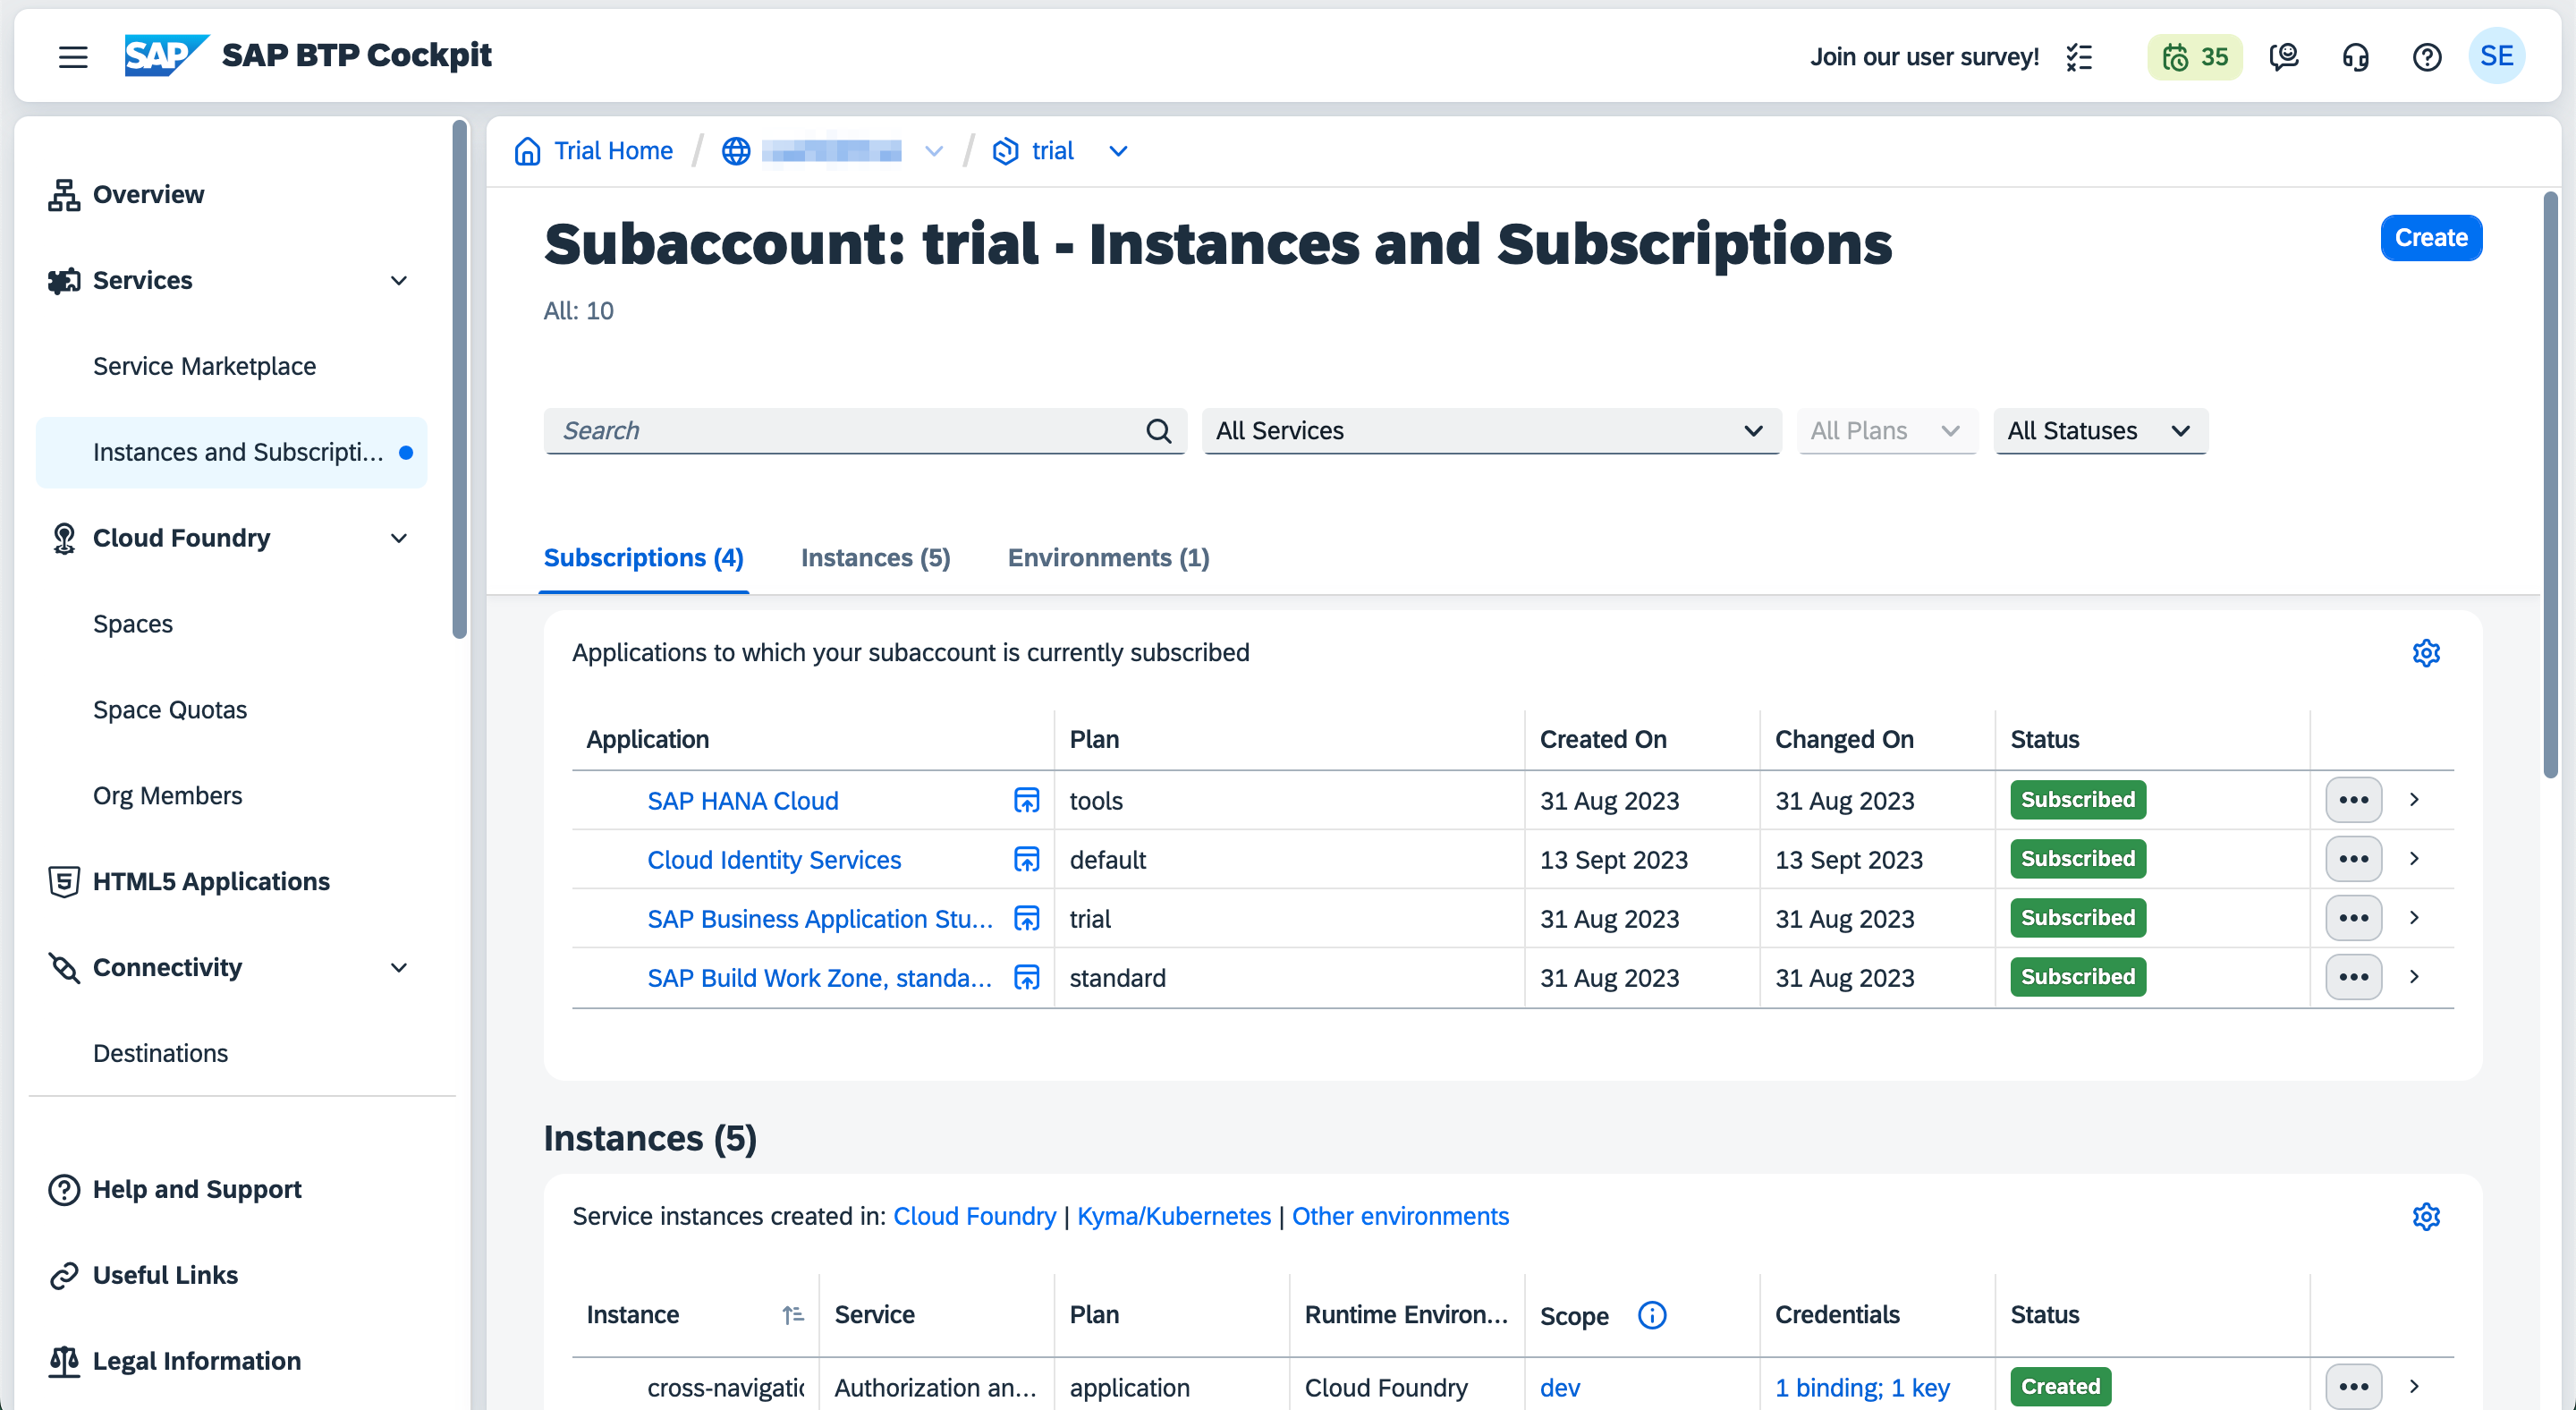 SAP SAP BTP Cockpit
Join our user survey!
35
SE
Overview
Services
Service Marketplace
Instances and Subscripti...
Cloud Foundry
Spaces
Space Quotas
Org Members
HTML5 Applications
Connectivity
Destinations
Help and Support
Useful Links
Legal Information
Trial Home / / trial
Subaccount: trial - Instances and Subscriptions
Create
All: 10
Search
All Services
All Plans
All Statuses
Subscriptions (4) Instances (5) Environments (1)
Applications to which your subaccount is currently subscribed
Application Plan Created On Changed On Status
SAP HANA Cloud tools 31 Aug 2023 31 Aug 2023 Subscribed
Cloud Identity Services default 13 Sept 2023 13 Sept 2023 Subscribed
SAP Business Application Stu... trial 31 Aug 2023 31 Aug 2023 Subscribed
SAP Build Work Zone, standa... standard 31 Aug 2023 31 Aug 2023 Subscribed
Instances (5)
Service instances created in: Cloud Foundry | Kyma/Kubernetes | Other environments
Instance Service Plan Runtime Environ... Scope Credentials Status
cross-navigatic Authorization an... application Cloud Foundry dev 1 binding; 1 key Created